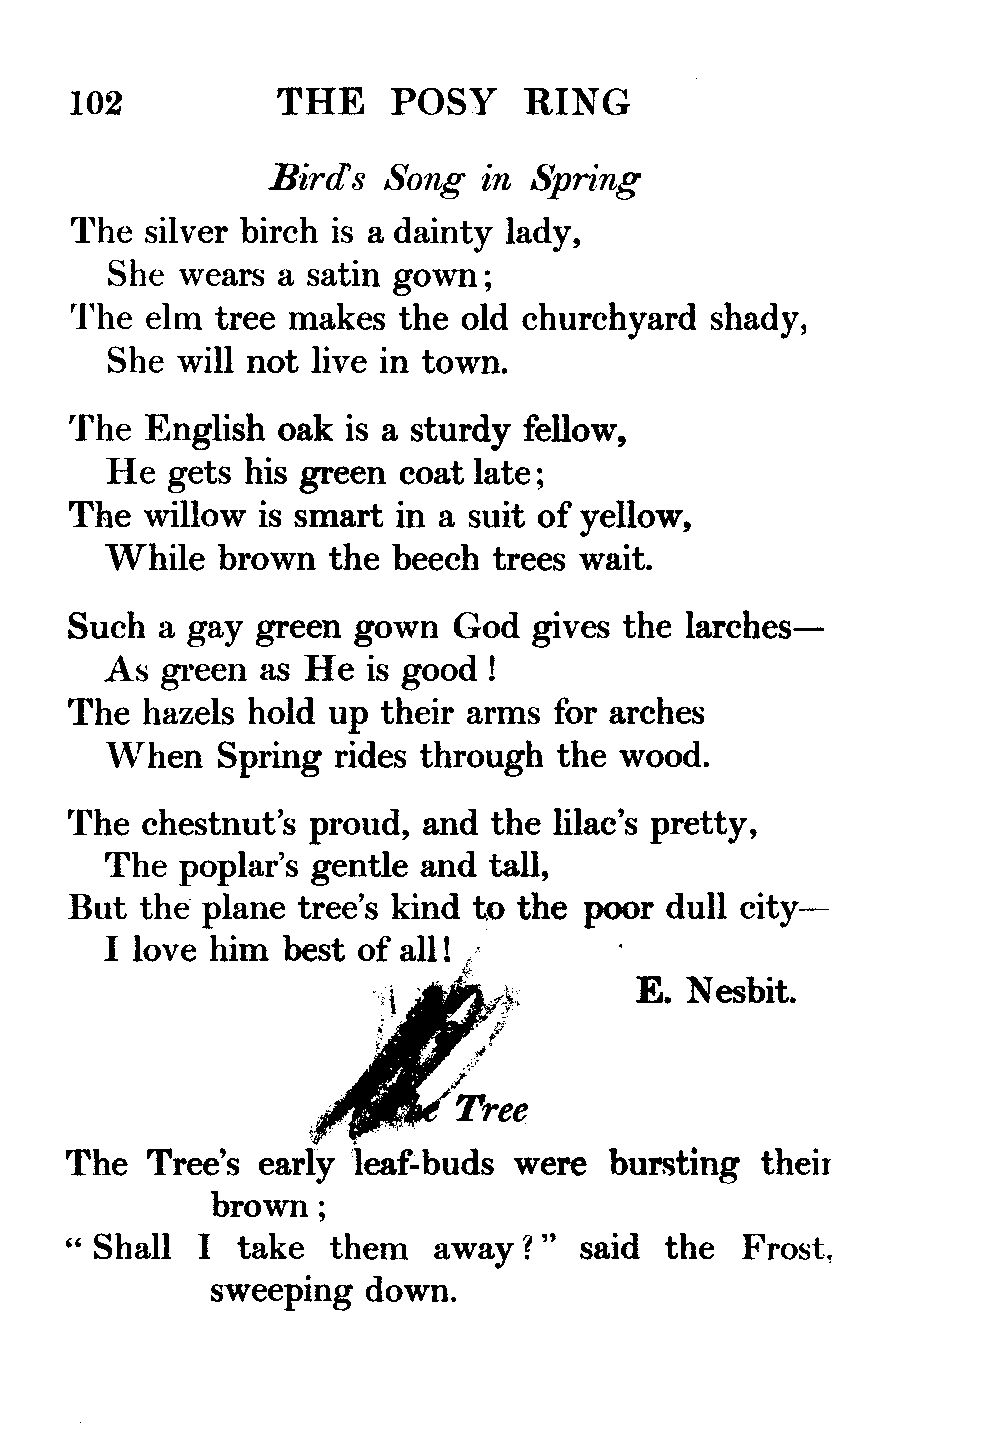 102 THE POSY RING
Bird's Song in Spring
The silver birch is a dainty lady,
She wears a satin gown;
The elm tree makes the old churchyard shady,
She will not live in town.
The English oak is a sturdy fellow,
He gets his green coat late;
The willow is smart in a suit of yellow,
While brown the beech trees wait.
Such a gay green gown God gives the larches—
As green as He is good!
The hazels hold up their arms for arches
When Spring rides through the wood.
The chestnut's proud, and the lilac's pretty,
The poplar's gentle and tall,
But the plane tree's kind to the poor dull city—
I love him best of all!
E. Nesbit.
Tree
The Tree's early leaf-buds were bursting their
brown;
"Shall I take them away?" said the Frost,
sweeping down.